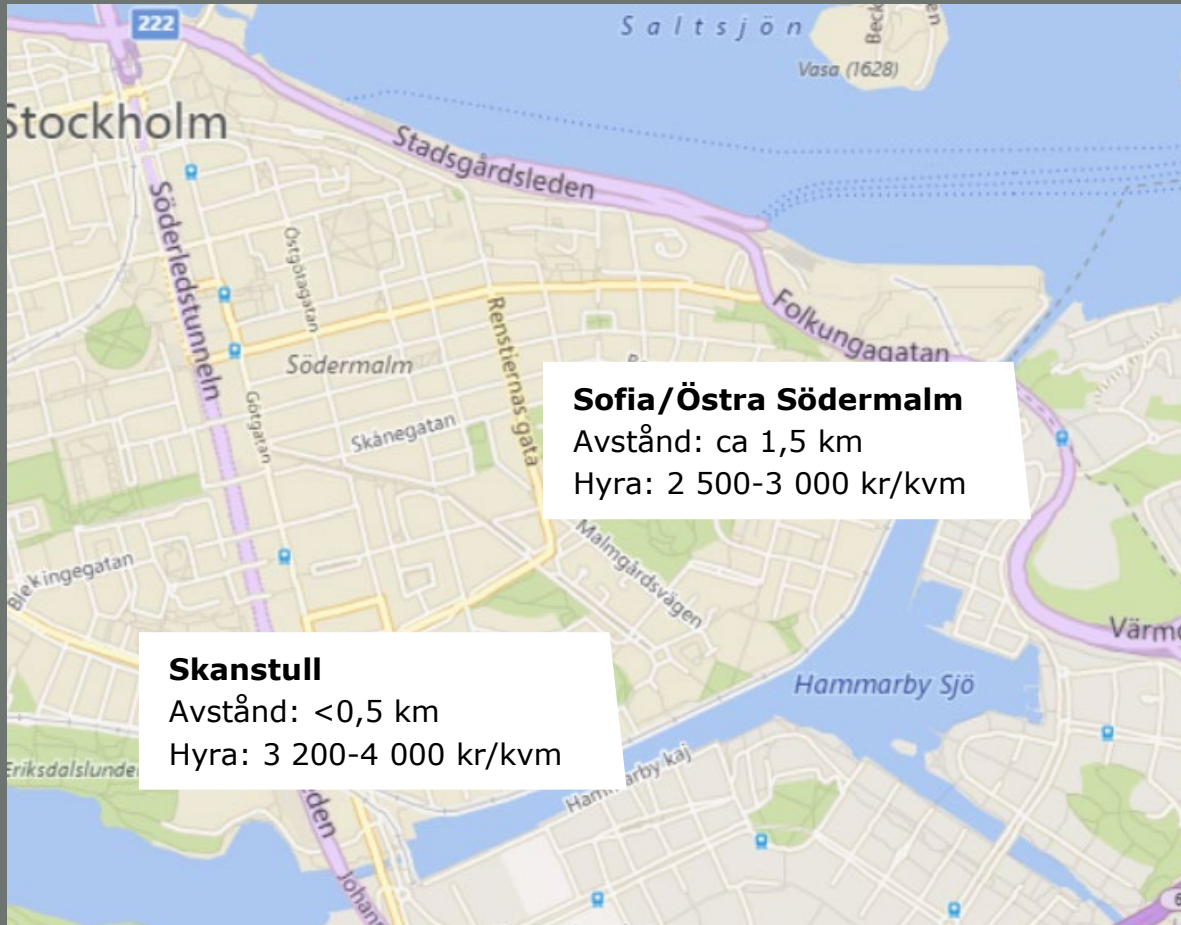 222
Saltsjön
Vasa (1628)
Stockholm
Stadsgårdsleden
Söderledstunneln
Östgötagatan
Renstiernas gata
Folkungagatan
Södermalm
Götgatan
Skånegatan
Sofia/Östra Södermalm
Avstånd: ca 1,5 km
Hyra: 2 500-3 000 kr/kvm
Malmgårdsvägen
Blekingegatan
Värmd
Skanstull
Avstånd: <0,5 km
Hyra: 3 200-4 000 kr/kvm
Hammarby Sjö
Eriksdalslunde
Hammarby kaj
den
Johan